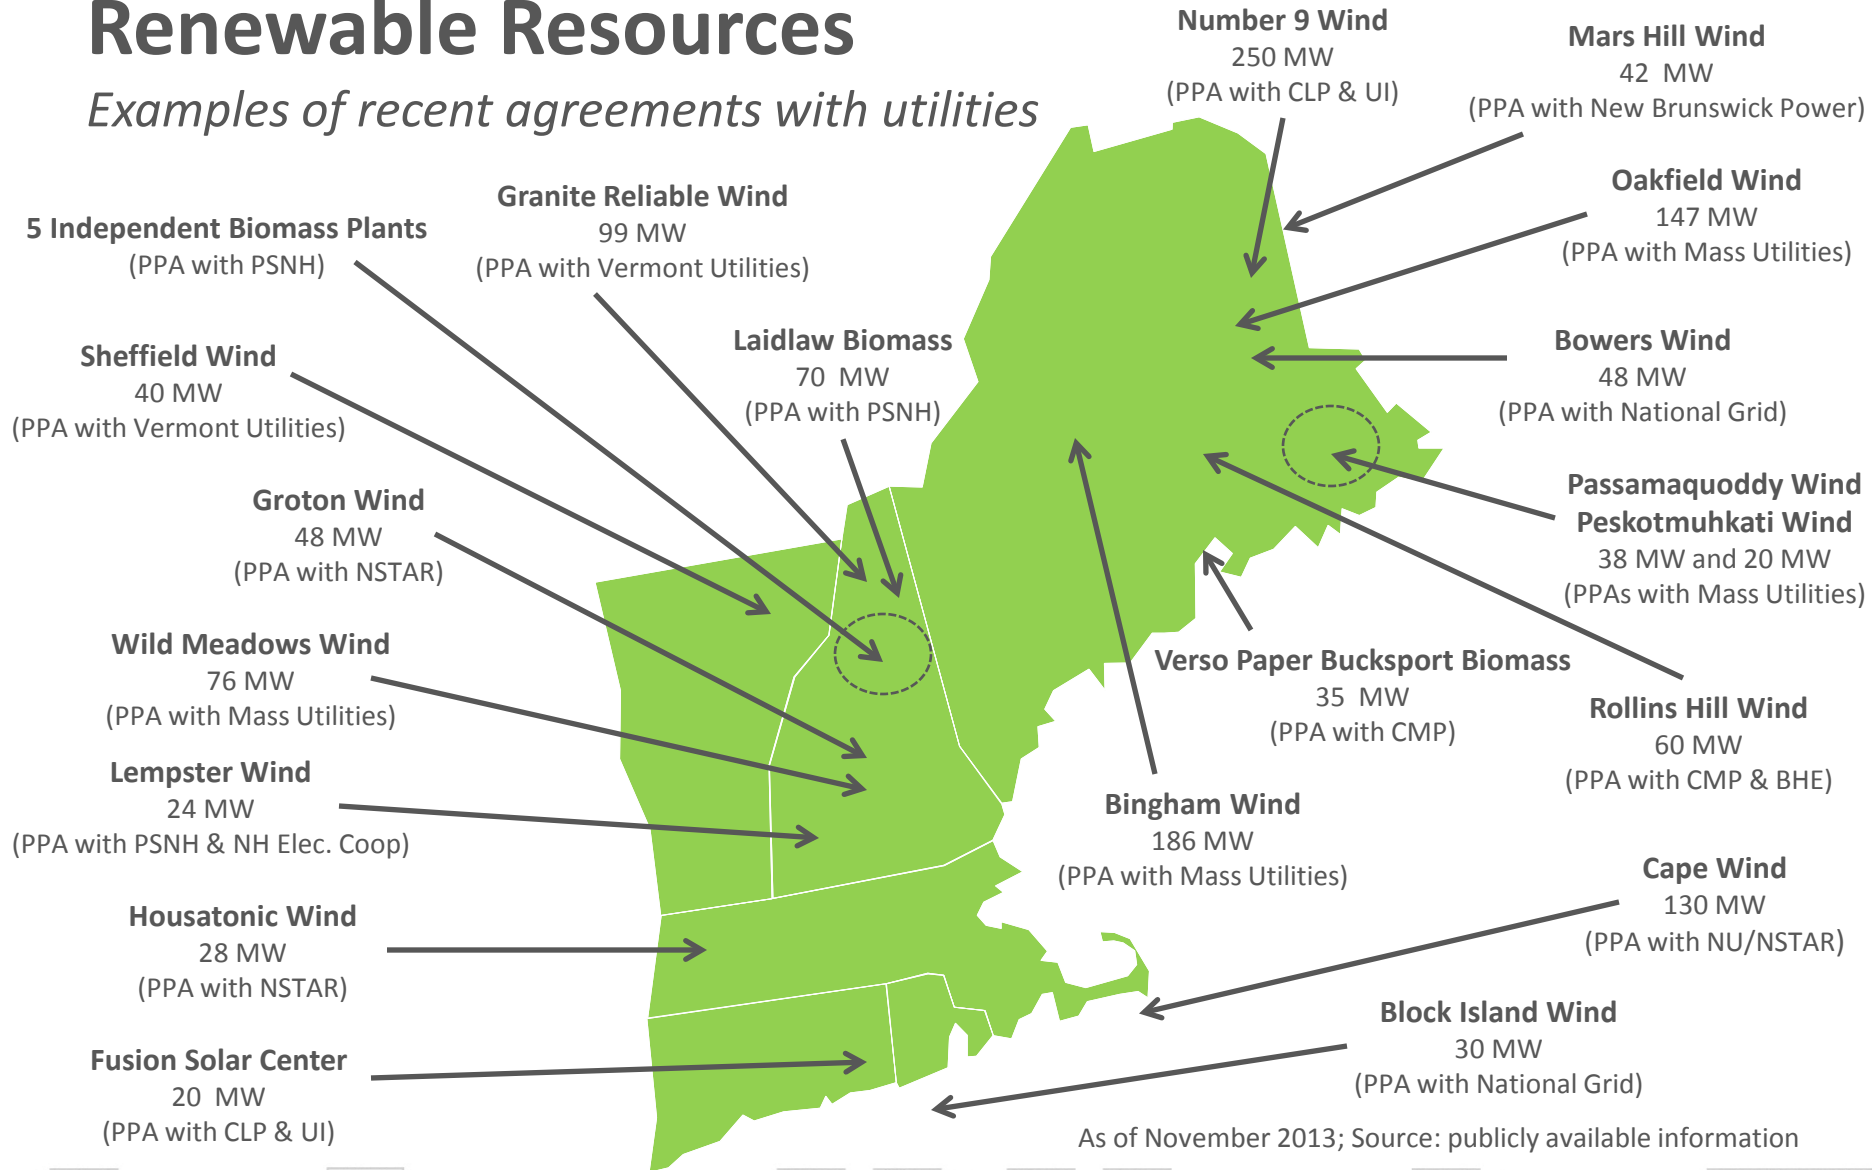 Renewable Resources
Examples of recent agreements with utilities
Number 9 Wind
250 MW
(PPA with CLP & UI)
Mars Hill Wind
42 MW
(PPA with New Brunswick Power)
Oakfield Wind
147 MW
(PPA with Mass Utilities)
Granite Reliable Wind
99 MW
(PPA with Vermont Utilities)
5 Independent Biomass Plants
(PPA with PSNH)
Laidlaw Biomass
70 MW
(PPA with PSNH)
Sheffield Wind
40 MW
(PPA with Vermont Utilities)
Bowers Wind
48 MW
(PPA with National Grid)
Groton Wind
48 MW
(PPA with NSTAR)
Passamaquoddy Wind
Peskotmuhkati Wind
38 MW and 20 MW
(PPAs with Mass Utilities)
Wild Meadows Wind
76 MW
(PPA with Mass Utilities)
Verso Paper Bucksport Biomass
35 MW
(PPA with CMP)
Rollins Hill Wind
60 MW
(PPA with CMP & BHE)
Lempster Wind
24 MW
(PPA with PSNH & NH Elec. Coop)
Bingham Wind
186 MW
(PPA with Mass Utilities)
Cape Wind
130 MW
(PPA with NU/NSTAR)
Housatonic Wind
28 MW
(PPA with NSTAR)
Block Island Wind
30 MW
(PPA with National Grid)
Fusion Solar Center
20 MW
(PPA with CLP & UI)
As of November 2013; Source: publicly available information